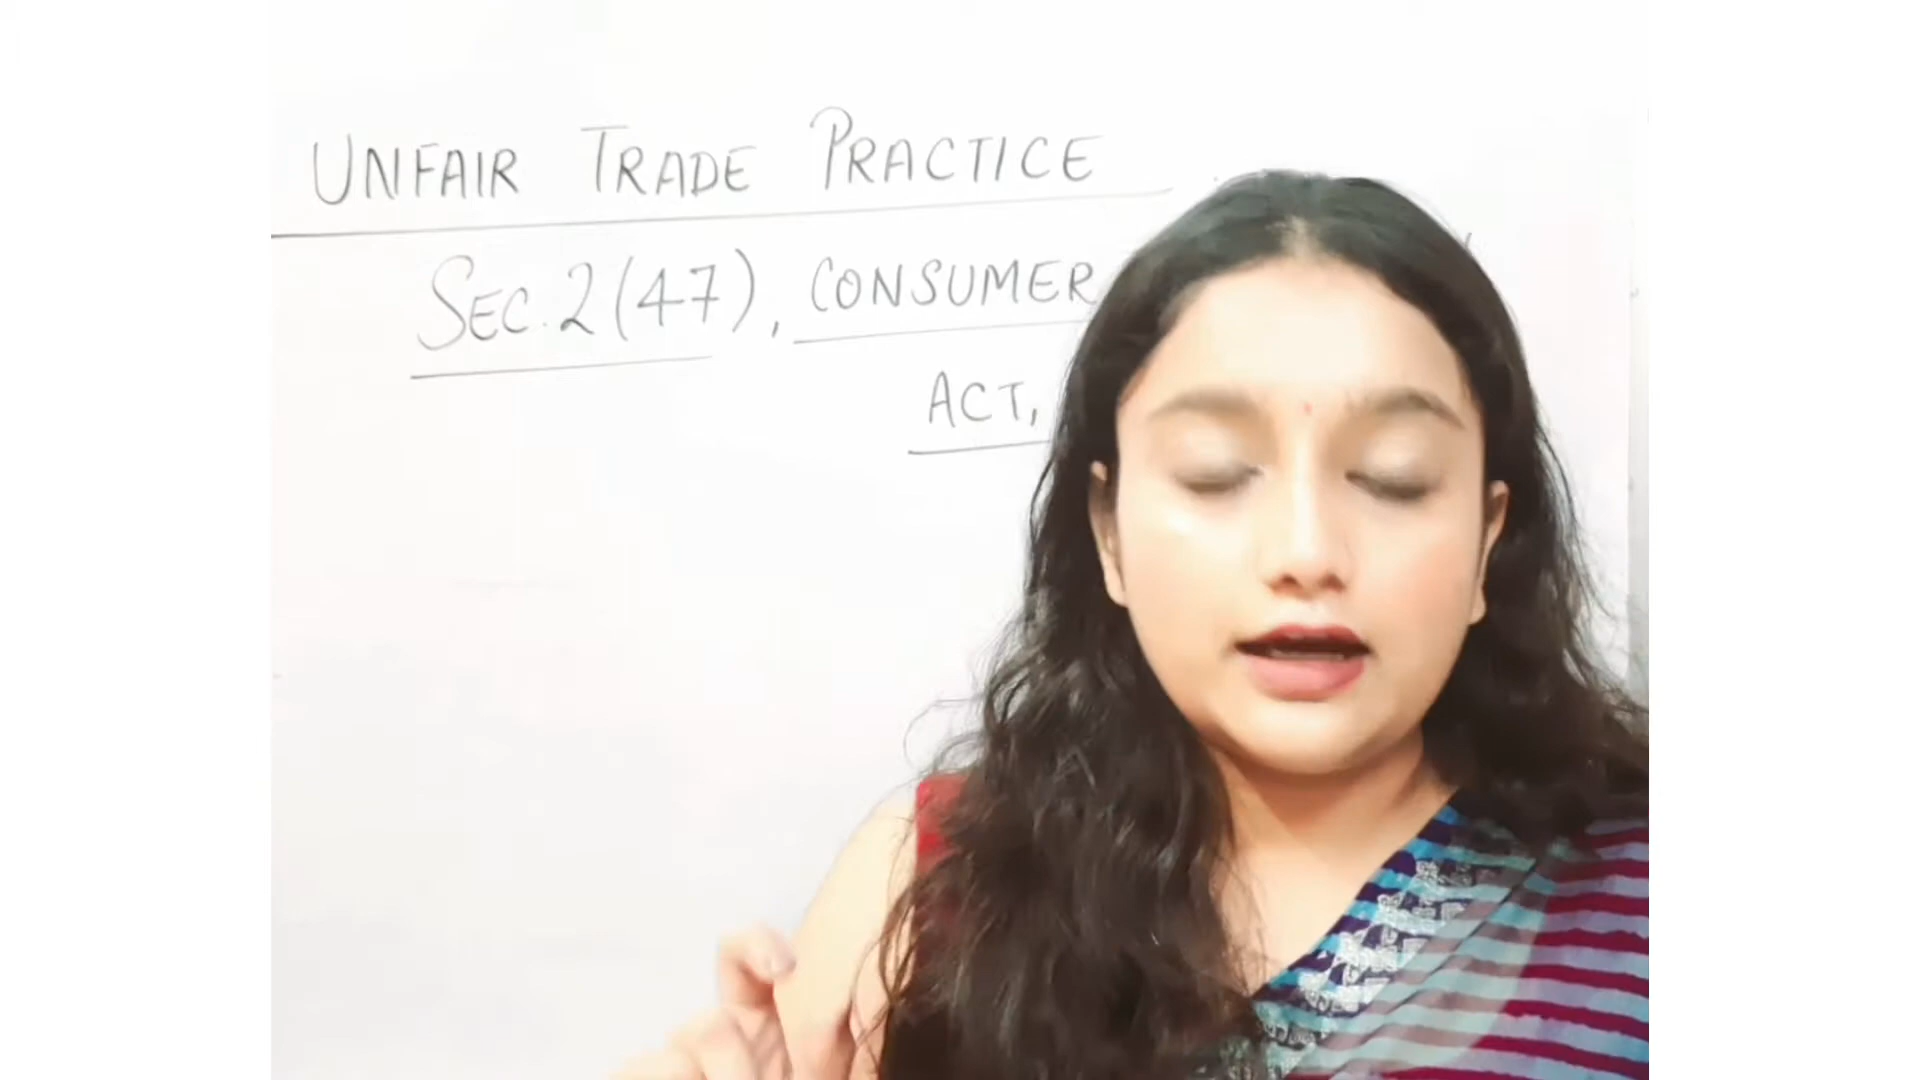 UNFAIR TRADE PRACTICE
SEC. 2(47), CONSUMER
ACT,